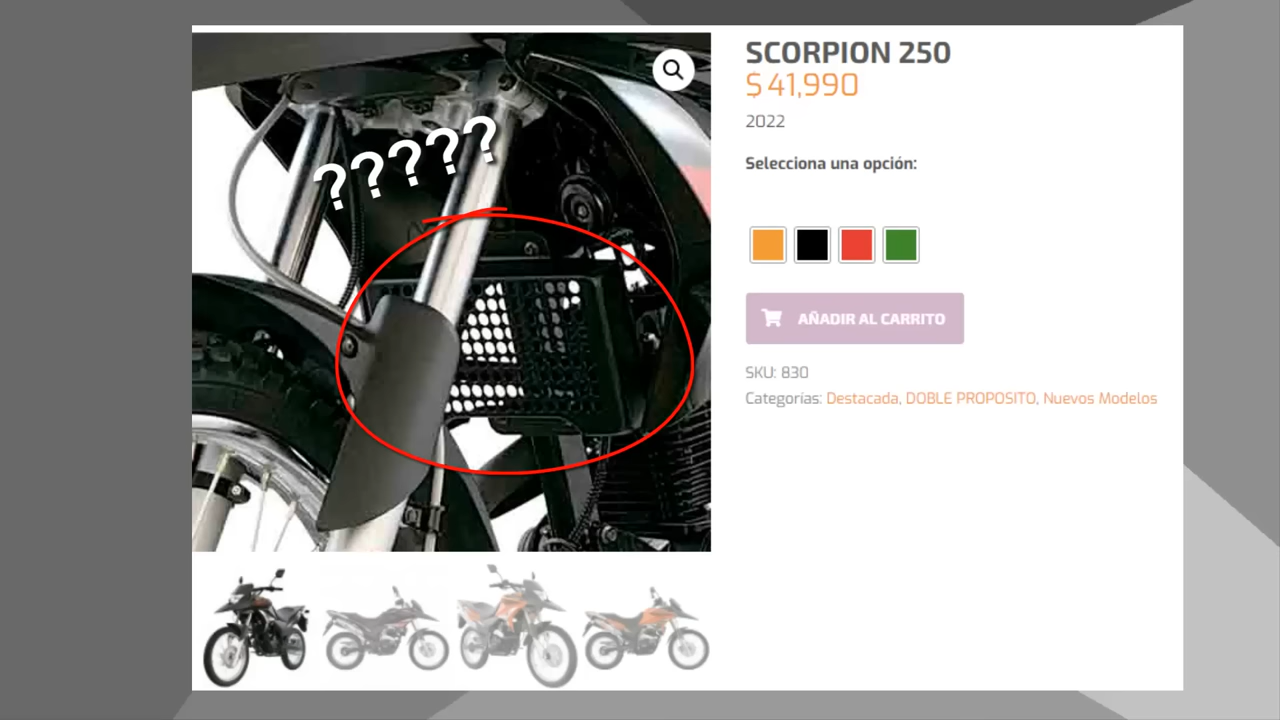 ?????
SCORPION 250
$ 41,990
2022
Selecciona una opción:
AÑADIR AL CARRITO
SKU: 830
Categorías: Destacada, DOBLE PROPOSITO, Nuevos Modelos